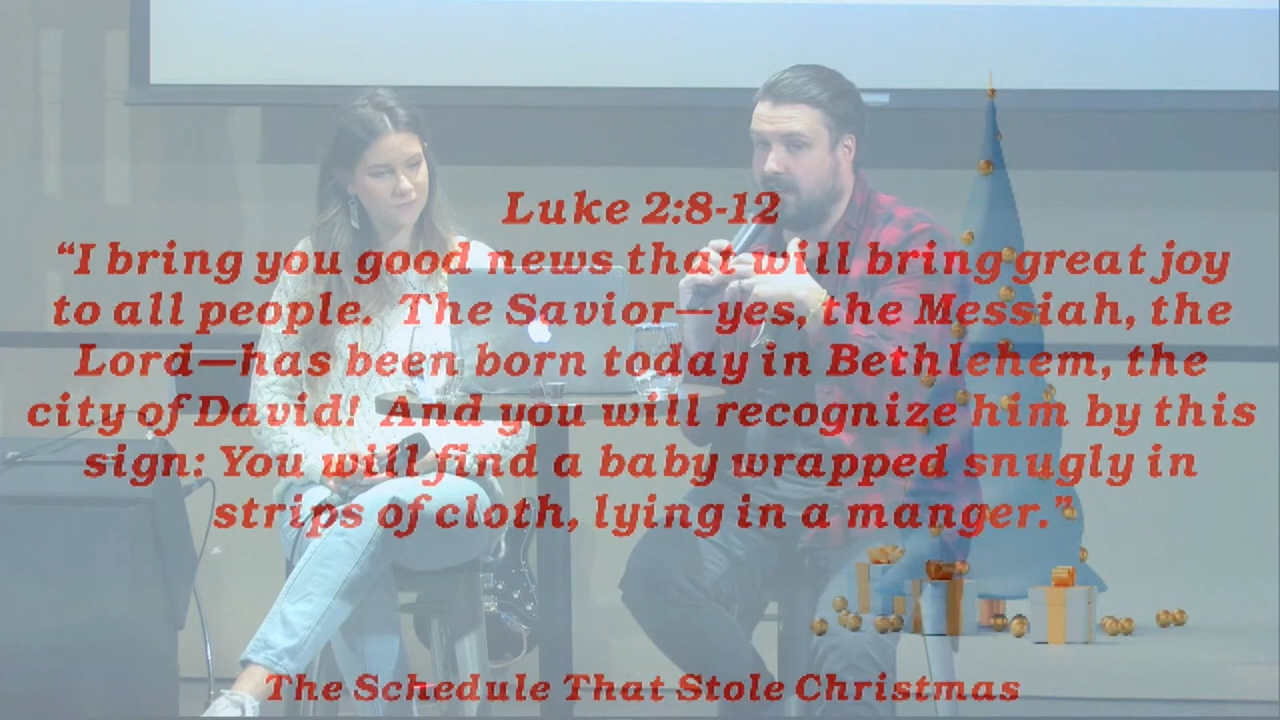 Luke 2:8-12
“I bring you good news that will bring great joy
to all people.  The Savior—yes, the Messiah, the
Lord—has been born today in Bethlehem, the
city of David!  And you will recognize him by this
sign: You will find a baby wrapped snugly in
strips of cloth, lying in a manger.”
The Schedule That Stole Christmas